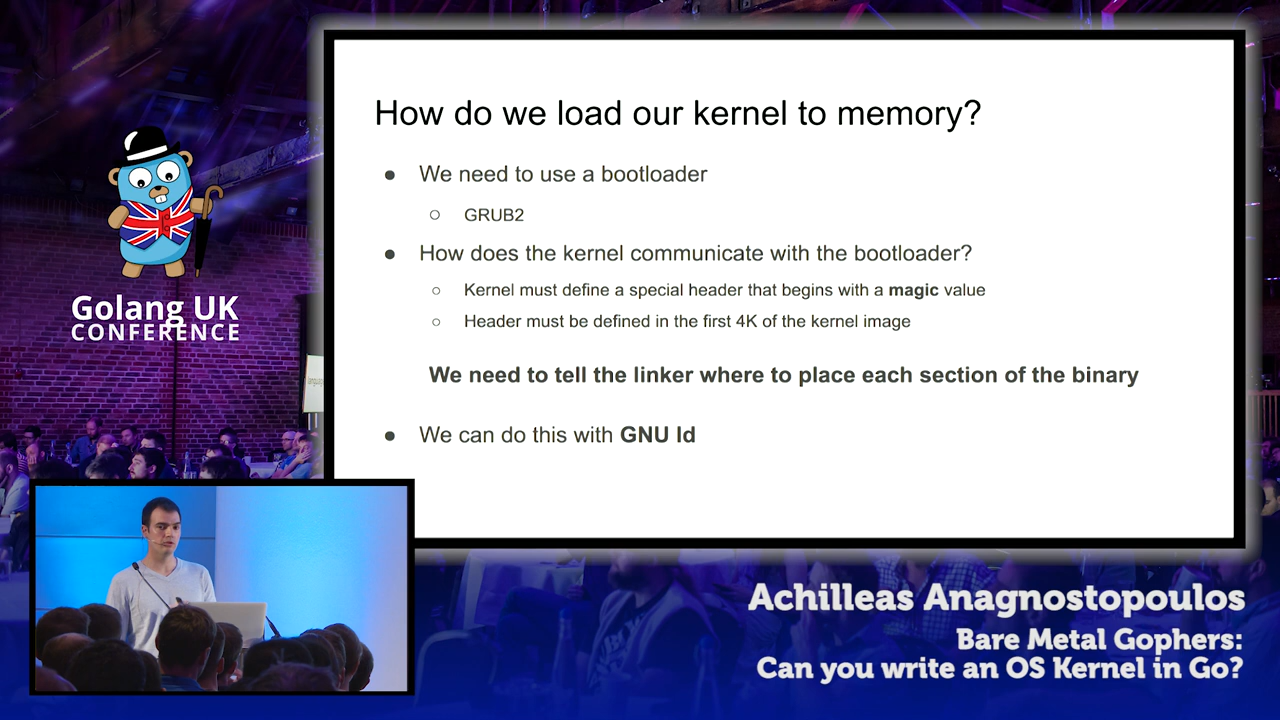 How do we load our kernel to memory?
● We need to use a bootloader
○ GRUB2
● How does the kernel communicate with the bootloader?
○ Kernel must define a special header that begins with a magic value
○ Header must be defined in the first 4K of the kernel image
We need to tell the linker where to place each section of the binary
● We can do this with GNU ld
Golang UK
CONFERENCE
Achilleas Anagnostopoulos
Bare Metal Gophers:
Can you write an OS Kernel in Go?